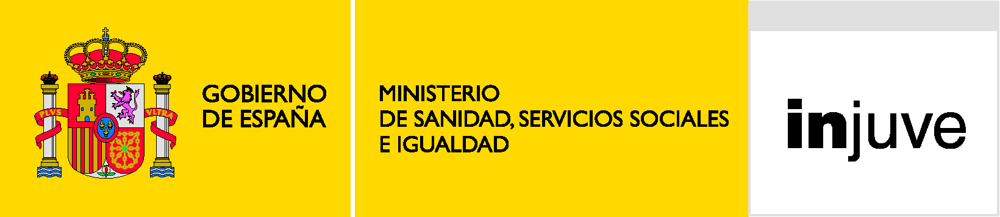 PLVS VLTRA
GOBIERNO
DE ESPAÑA
MINISTERIO
DE SANIDAD, SERVICIOS SOCIALES
E IGUALDAD
injuve